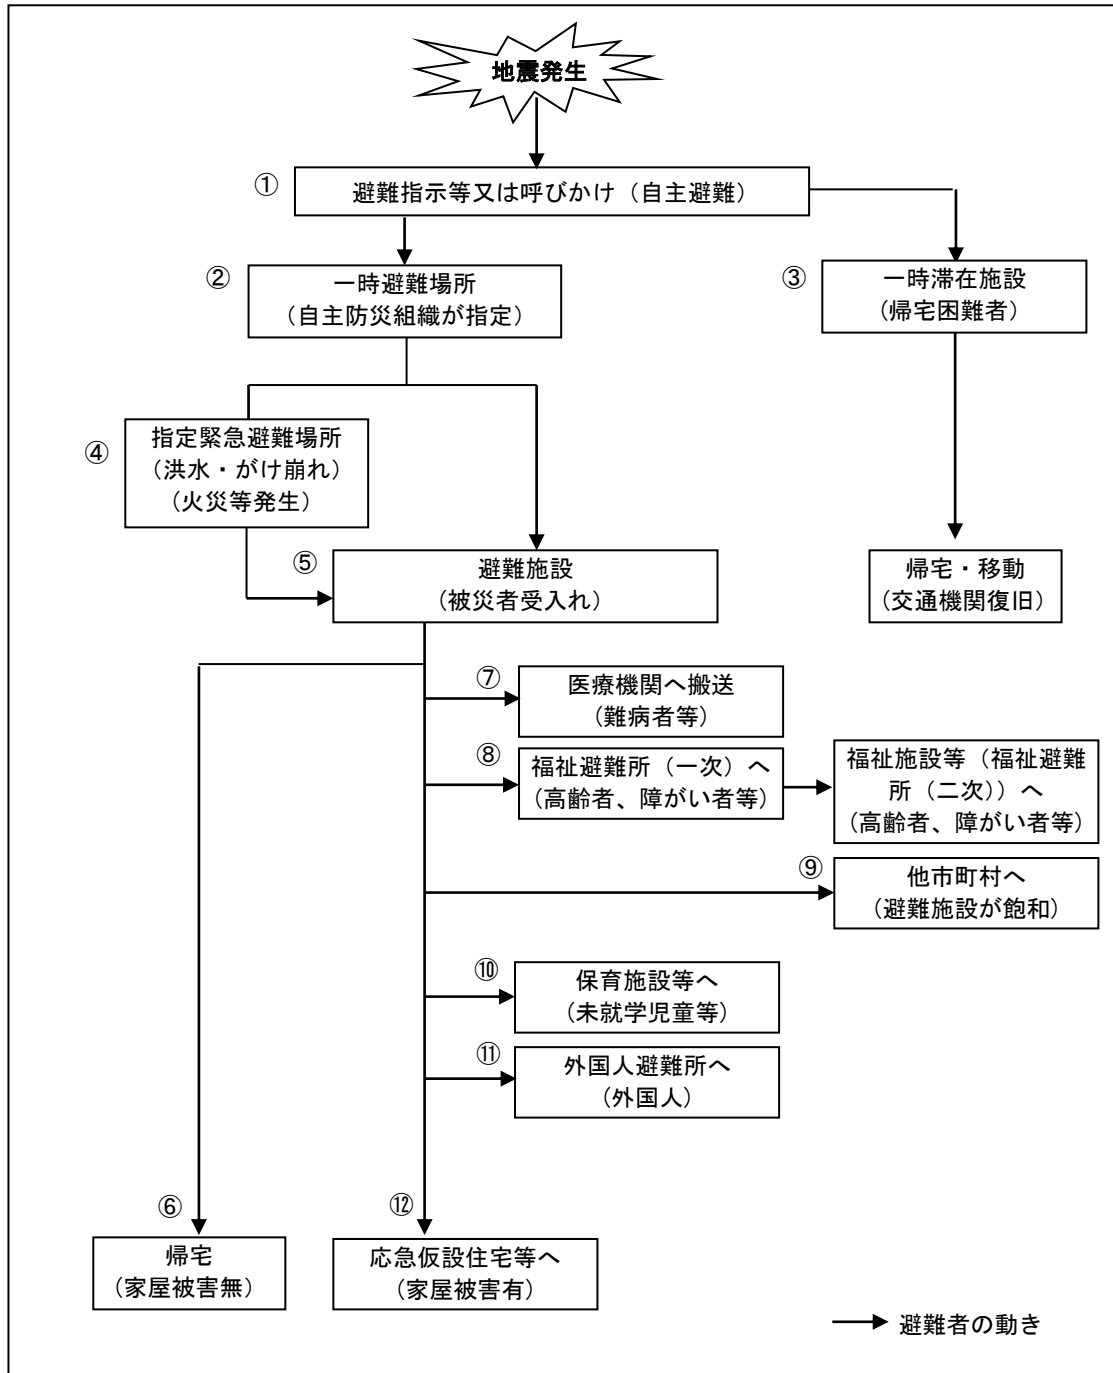 地震発生
①
避難指示等又は呼びかけ（自主避難）
②
一時避難場所
（自主防災組織が指定）
③
一時滞在施設
（帰宅困難者）
④
指定緊急避難場所
（洪水・がけ崩れ）
（火災等発生）
⑤
避難施設
（被災者受入れ）
帰宅・移動
（交通機関復旧）
⑦
医療機関へ搬送
（難病者等）
⑧
福祉避難所（一次）へ
（高齢者、障がい者等）
福祉施設等（福祉避難
所（二次））へ
（高齢者、障がい者等）
⑨
他市町村へ
（避難施設が飽和）
⑩
保育施設等へ
（未就学児童等）
⑪
外国人避難所へ
（外国人）
⑥
帰宅
（家屋被害無）
⑫
応急仮設住宅等へ
（家屋被害有）
避難者の動き